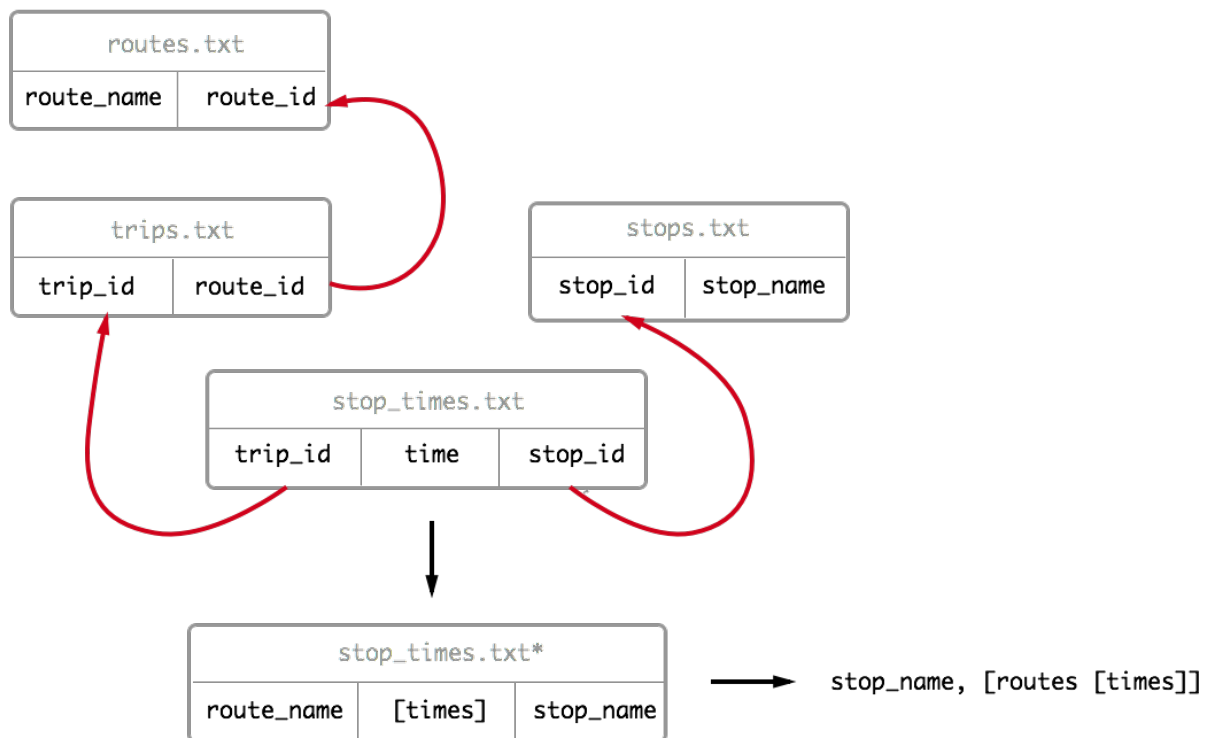 routes.txt
route_name route_id
trips.txt
trip_id route_id
stops.txt
stop_id stop_name
stop_times.txt
trip_id time stop_id
stop_times.txt*
route_name [times] stop_name
stop_name, [routes [times]]